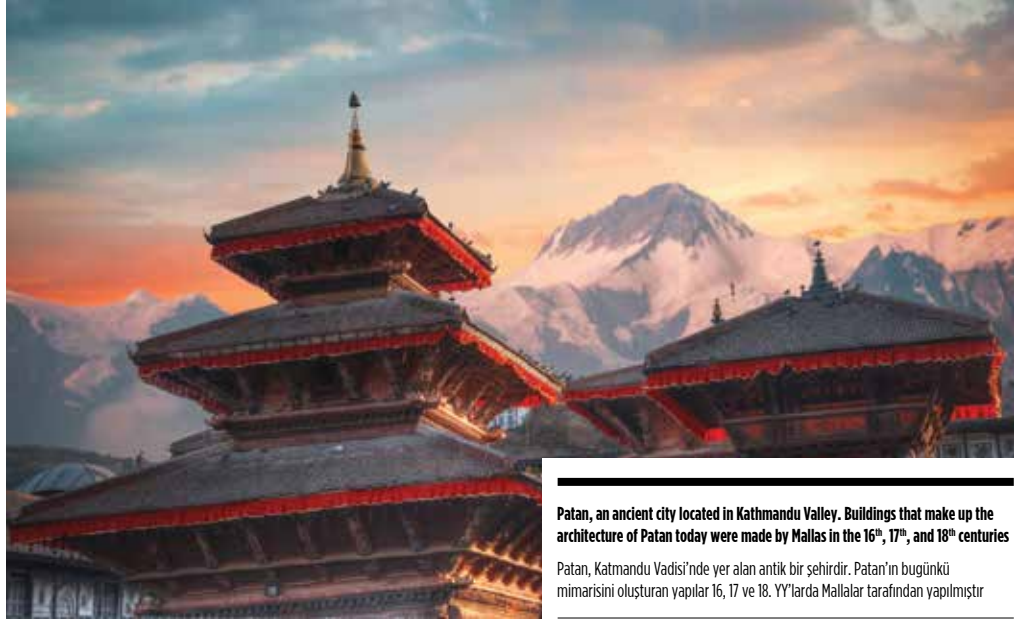 Patan, an ancient city located in Kathmandu Valley. Buildings that make up the
architecture of Patan today were made by Mallas in the 16th, 17th, and 18th centuries
Patan, Katmandu Vadisi’nde yer alan antik bir şehirdir. Patan’ın bugünkü
mimarisini oluşturan yapılar 16, 17 ve 18. YY’larda Mallalar tarafından yapılmıştır